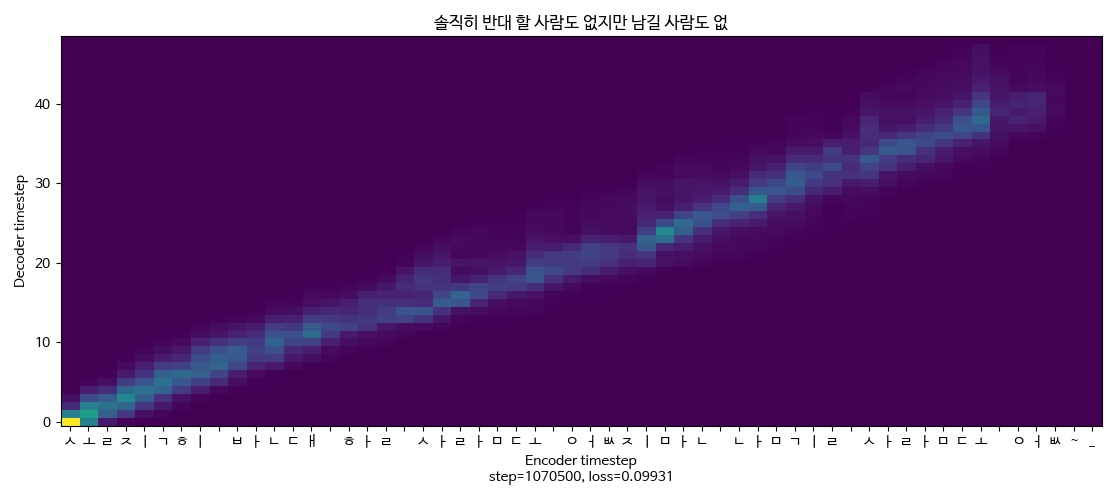 솔직히 반대 할 사람도 없지만 남길 사람도 없
Decoder timestep
40
30
20
10
0
ㅅ ㅗ ㄹ ㅈ ㅣ ㄱ ㅎ ㅣ ㅂ ㅏ ㄴ ㄷ ㅐ ㅎ ㅏ ㄹ ㅅ ㅏ ㄹ ㅏ ㅁ ㄷ ㅗ ㅇ ㅓ ㅄ ㅈ ㅣ ㅁ ㅏ ㄴ ㄴ ㅏ ㅁ ㄱ ㅣ ㄹ ㅅ ㅏ ㄹ ㅏ ㅁ ㄷ ㅗ ㅇ ㅓ ㅄ ~ _
Encoder timestep
step=1070500, loss=0.09931